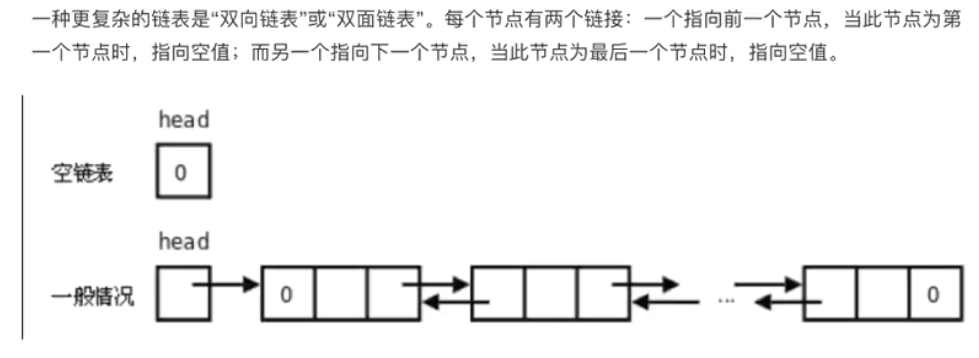 一种更复杂的链表是“双向链表”或“双面链表”。每个节点有两个链接：一个指向前一个节点，当此节点为第
一个节点时，指向空值；而另一个指向下一个节点，当此节点为最后一个节点时，指向空值。
head
空链表 0
head
一般情况 0 ... 0